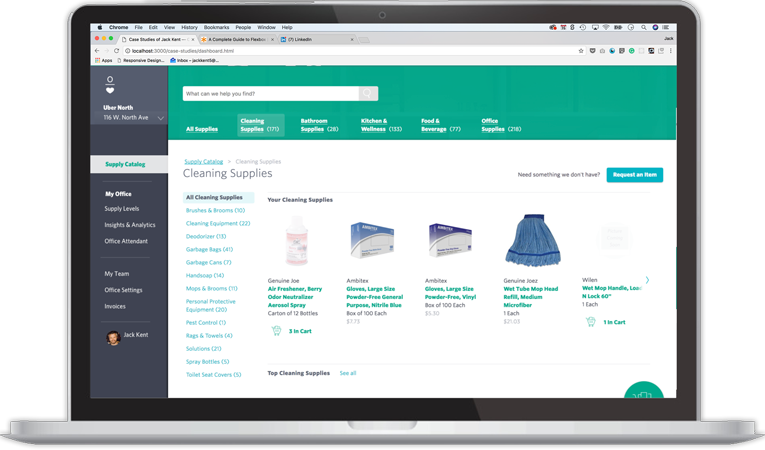 Chrome File Edit View History Bookmarks People Window Help
Case Studies of Jack Kent
A Complete Guide to Flexbo
(7) LinkedIn
Jack
localhost:3000/case-studies/dashboard.html
Apps Responsive Design... Inbox - jackkent5@...
Uber North
116 W. North Ave
Supply Catalog
My Office
Supply Levels
Insights & Analytics
Office Attendant
My Team
Office Settings
Invoices
Jack Kent
What can we help you find?
All Supplies
Cleaning
Supplies (171)
Bathroom
Supplies (28)
Kitchen &
Wellness (133)
Food &
Beverage (77)
Office
Supplies (218)
Supply Catalog > Cleaning Supplies
Cleaning Supplies
Need something we don't have?
Request an Item
All Cleaning Supplies
Brushes & Brooms (10)
Cleaning Equipment (22)
Deodorizer (13)
Garbage Bags (41)
Garbage Cans (7)
Handsoap (14)
Mops & Brooms (11)
Personal Protective
Equipment (20)
Pest Control (1)
Rags & Towels (4)
Solutions (21)
Spray Bottles (5)
Toilet Seat Covers (5)
Your Cleaning Supplies
AMBITEX
AMBITEX
Genuine Joe
Air Freshener, Berry
Odor Neutralizer
Aerosol Spray
Carton of 12 Bottles
3 In Cart
Ambitex
Gloves, Large Size
Powder-Free General
Purpose, Nitrile Blue
Box of 100 Each
$7.75
Ambitex
Gloves, Large Size
Powder-Free, Vinyl
Box of 100 Each
$5.30
Genuine Joez
Wet Tube Mop Head
Refill, Medium
Microfiber
1 Each
$21.03
Wilen
Wet Mop Handle, Loa
N Lock 60"
1 Each
1 In Cart
Top Cleaning Supplies See all